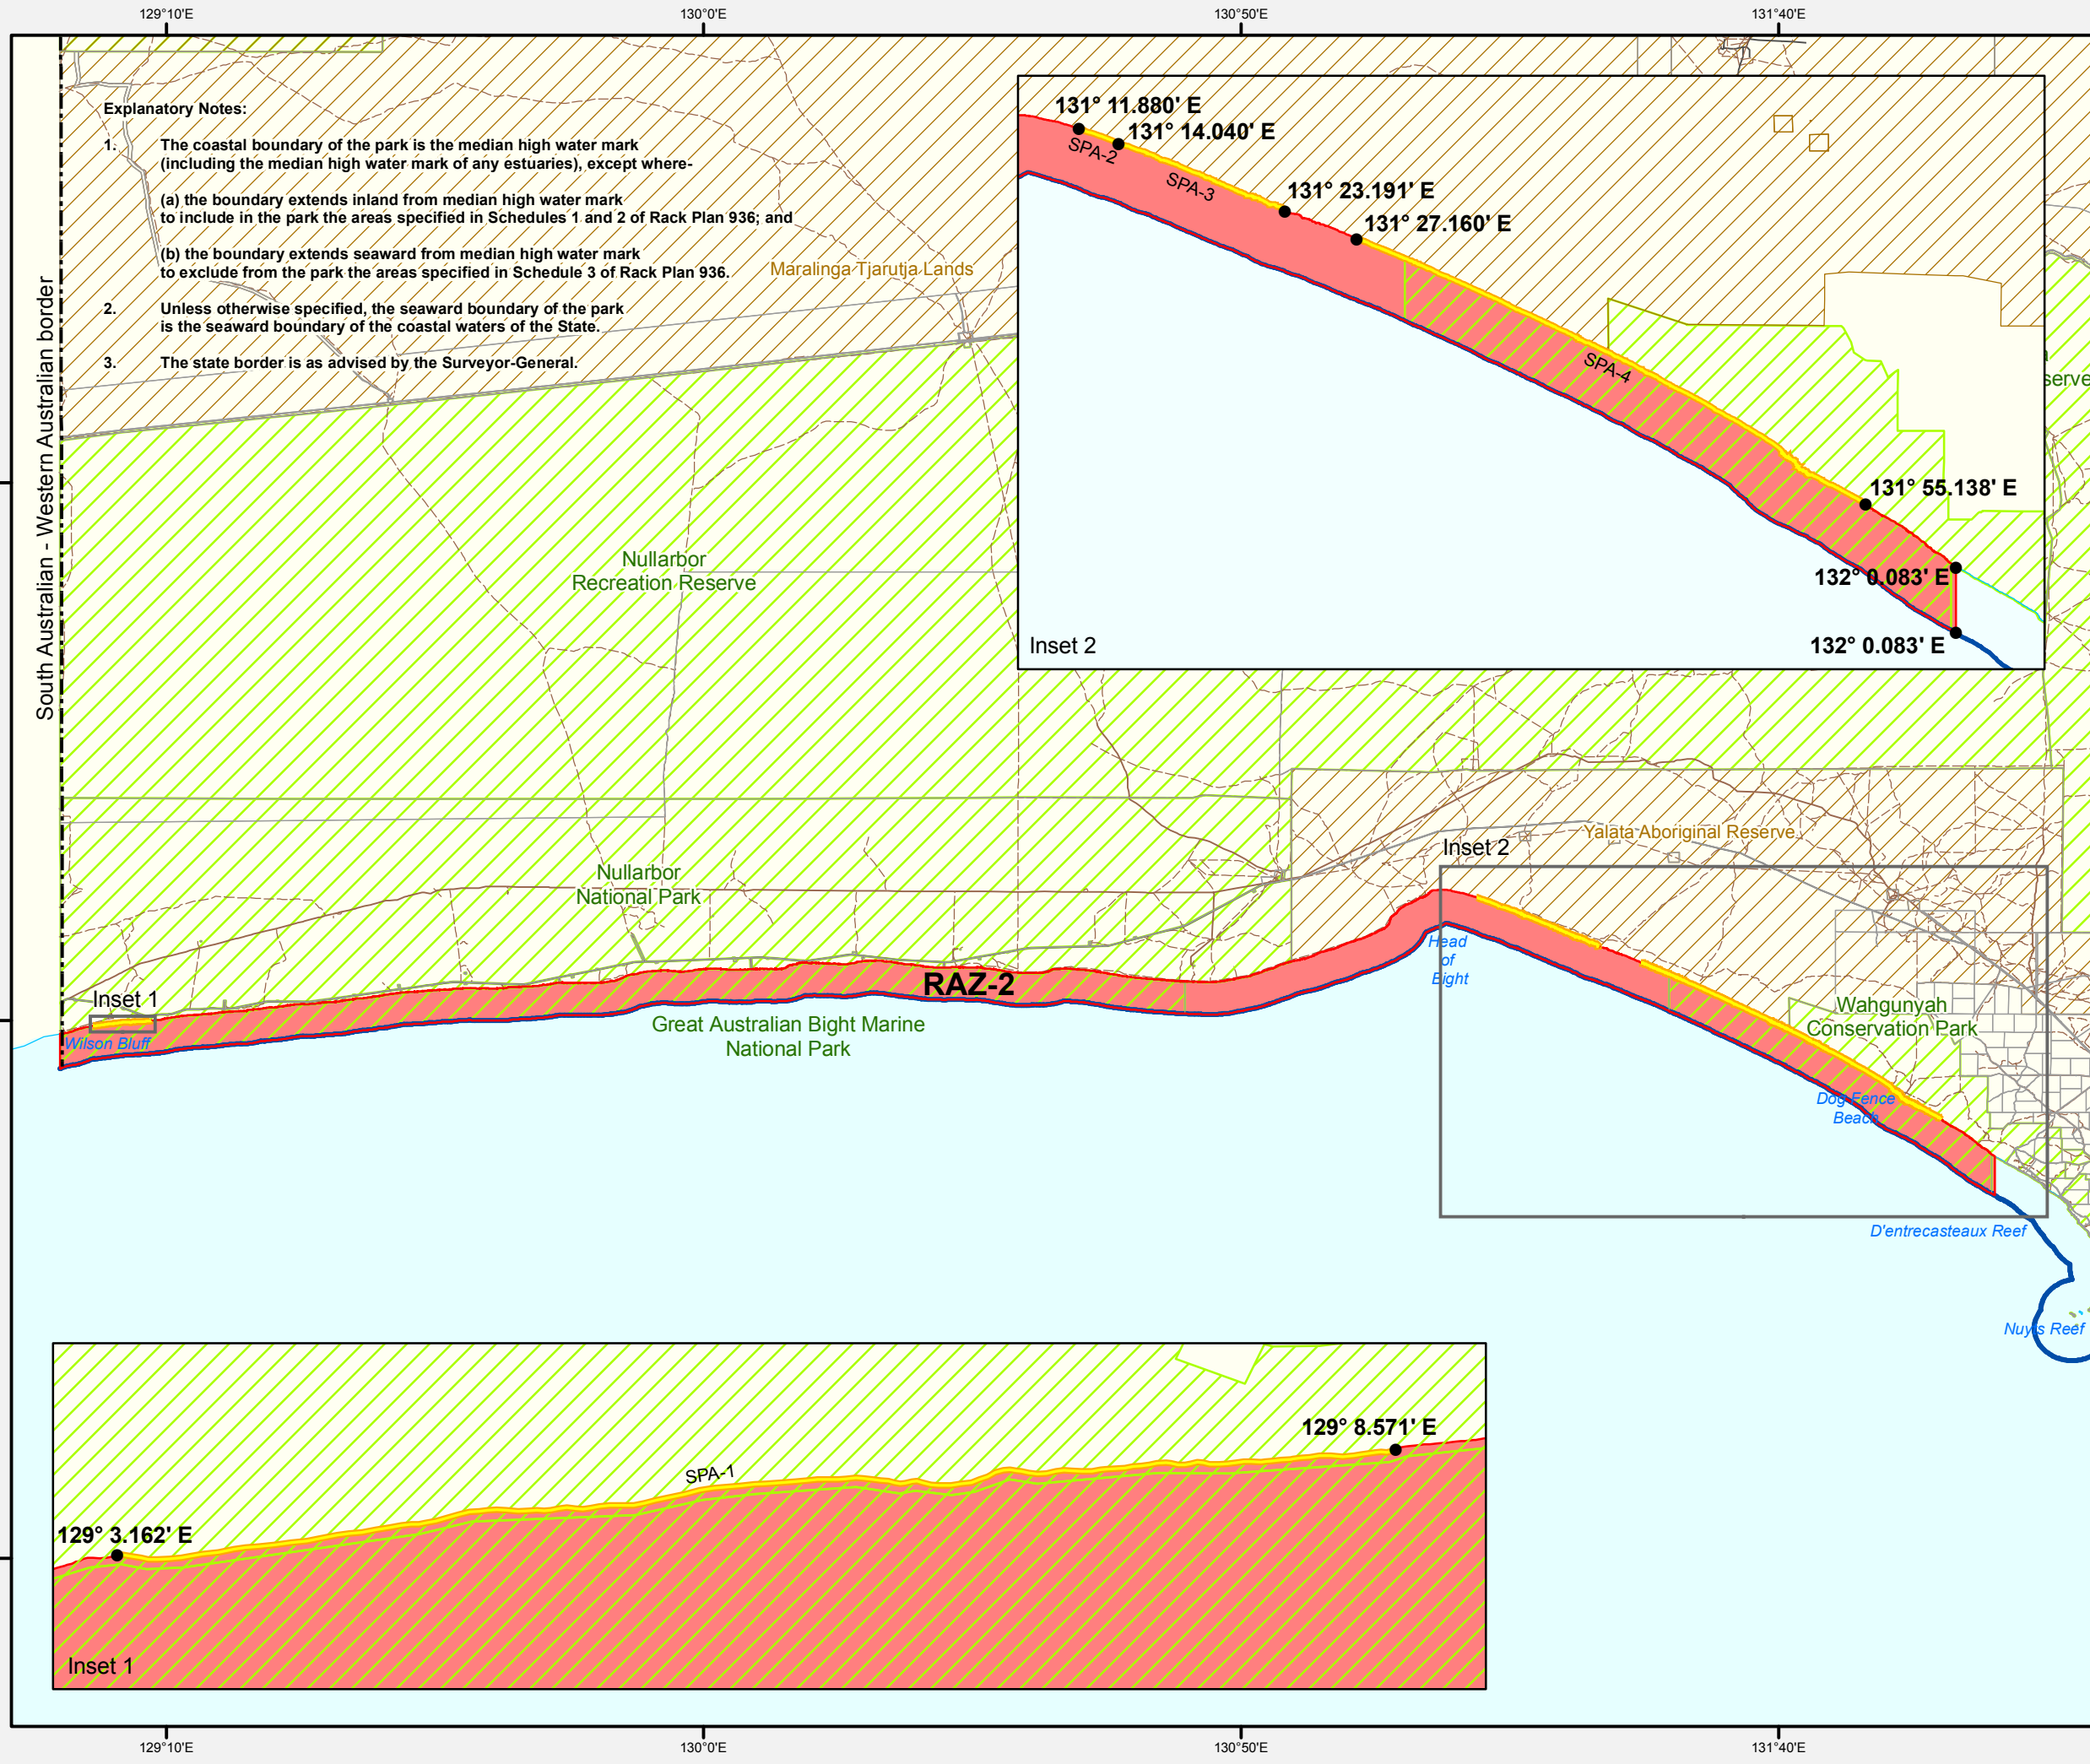 129°10'E
130°0'E
130°50'E
131°40'E
Explanatory Notes:
1. The coastal boundary of the park is the median high water mark
(including the median high water mark of any estuaries), except where-
(a) the boundary extends inland from median high water mark
to include in the park the areas specified in Schedules 1 and 2 of Rack Plan 936; and
(b) the boundary extends seaward from median high water mark
to exclude from the park the areas specified in Schedule 3 of Rack Plan 936.
2. Unless otherwise specified, the seaward boundary of the park
is the seaward boundary of the coastal waters of the State.
3. The state border is as advised by the Surveyor-General.
South Australian - Western Australian border
Maralinga Tjarutja Lands
131° 11.880' E
131° 14.040' E
SPA-2
SPA-3
131° 23.191' E
131° 27.160' E
SPA-4
131° 55.138' E
132° 0.083' E
132° 0.083' E
Inset 2
serve
Nullarbor
Recreation Reserve
Yalata Aboriginal Reserve
Inset 2
Nullarbor
National Park
Head
of
Bight
RAZ-2
Inset 1
Wilson Bluff
Great Australian Bight Marine
National Park
Wahgunyah
Conservation Park
Dog Fence
Beach
D'entrecasteaux Reef
Nuyts Reef
129° 8.571' E
SPA-1
129° 3.162' E
Inset 1
129°10'E
130°0'E
130°50'E
131°40'E